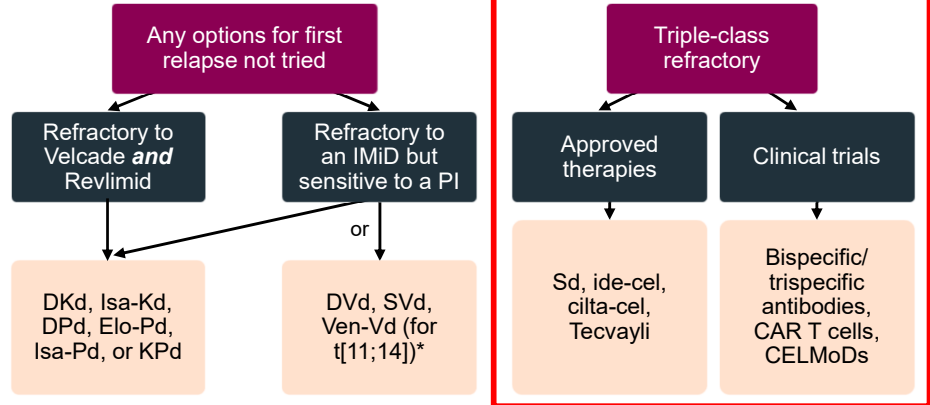 Any options for first
relapse not tried
Refractory to
Velcade and
Revlimid
Refractory to
an IMiD but
sensitive to a PI
or
DKd, Isa-Kd,
DPd, Elo-Pd,
Isa-Pd, or KPd
DVd, SVd,
Ven-Vd (for
t[11;14])*
Triple-class
refractory
Approved
therapies
Clinical trials
Sd, ide-cel,
cilta-cel,
Tecvayli
Bispecific/
trispecific
antibodies,
CAR T cells,
CELMoDs